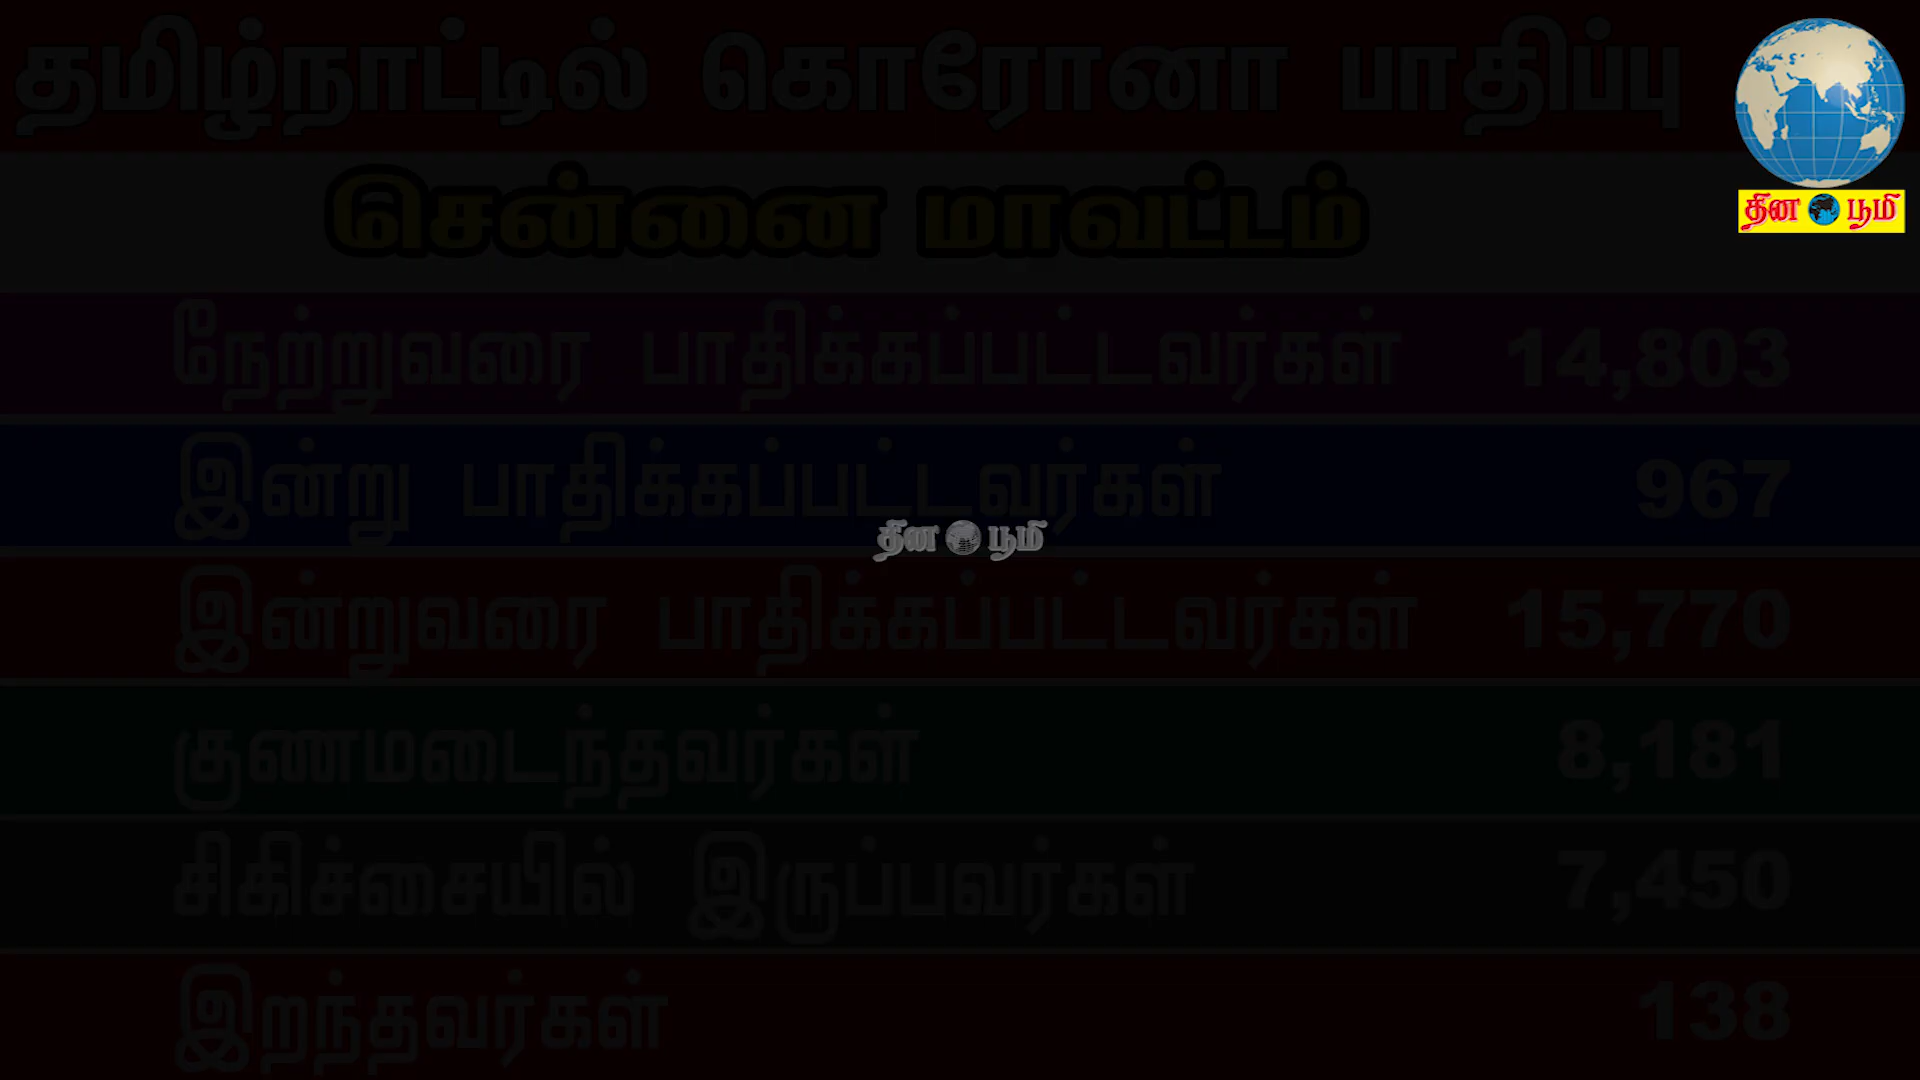 தமிழ்நாட்டில் கொரோனா பாதிப்பு
தின பூமி
சென்னை மாவட்டம்
நேற்றுவரை பாதிக்கப்பட்டவர்கள் 14,803
இன்று பாதிக்கப்பட்டவர்கள் 967
தின பூமி
இன்றுவரை பாதிக்கப்பட்டவர்கள் 15,770
குணமடைந்தவர்கள் 8,181
சிகிச்சையில் இருப்பவர்கள் 7,450
இறந்தவர்கள் 138